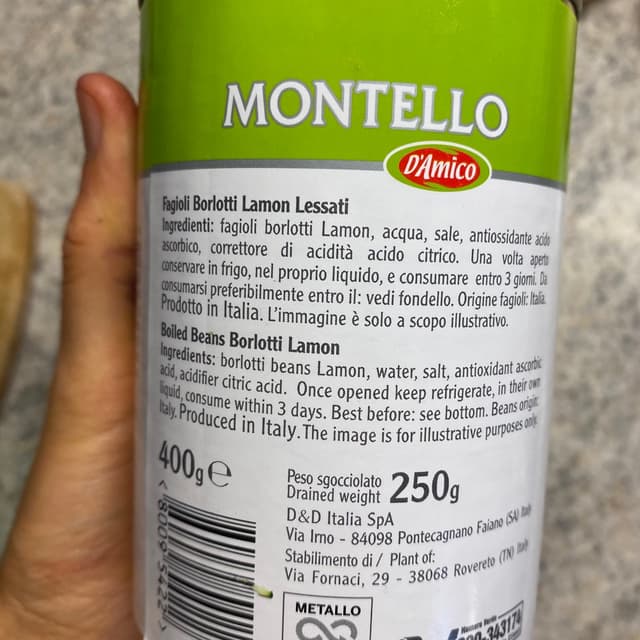 MONTELLO
D'Amico
Fagioli Borlotti Lamon Lessati
Ingredienti: fagioli borlotti Lamon, acqua, sale, antiossidante acido
ascorbico, correttore di acidità acido citrico. Una volta aperto
conservare in frigo, nel proprio liquido, e consumare entro 3 giorni. Da
consumarsi preferibilmente entro il: vedi fondello. Origine fagioli: Italia.
Prodotto in Italia. L'immagine è solo a scopo illustrativo.
Boiled Beans Borlotti Lamon
Ingredients: borlotti beans Lamon, water, salt, antioxidant ascorbic
acid, acidifier citric acid. Once opened keep refrigerate, in their own
liquid, consume within 3 days. Best before: see bottom. Beans origin:
Italy. Produced in Italy. The image is for illustrative purposes only.
400g e
Peso sgocciolato
Drained weight 250g
D&D Italia SpA
Via Irno - 84098 Pontecagnano Faiano (SA) Italy
Stabilimento di / Plant of:
Via Fornaci, 29 - 38068 Rovereto (TN) Italy
METALLO
Numero Verde